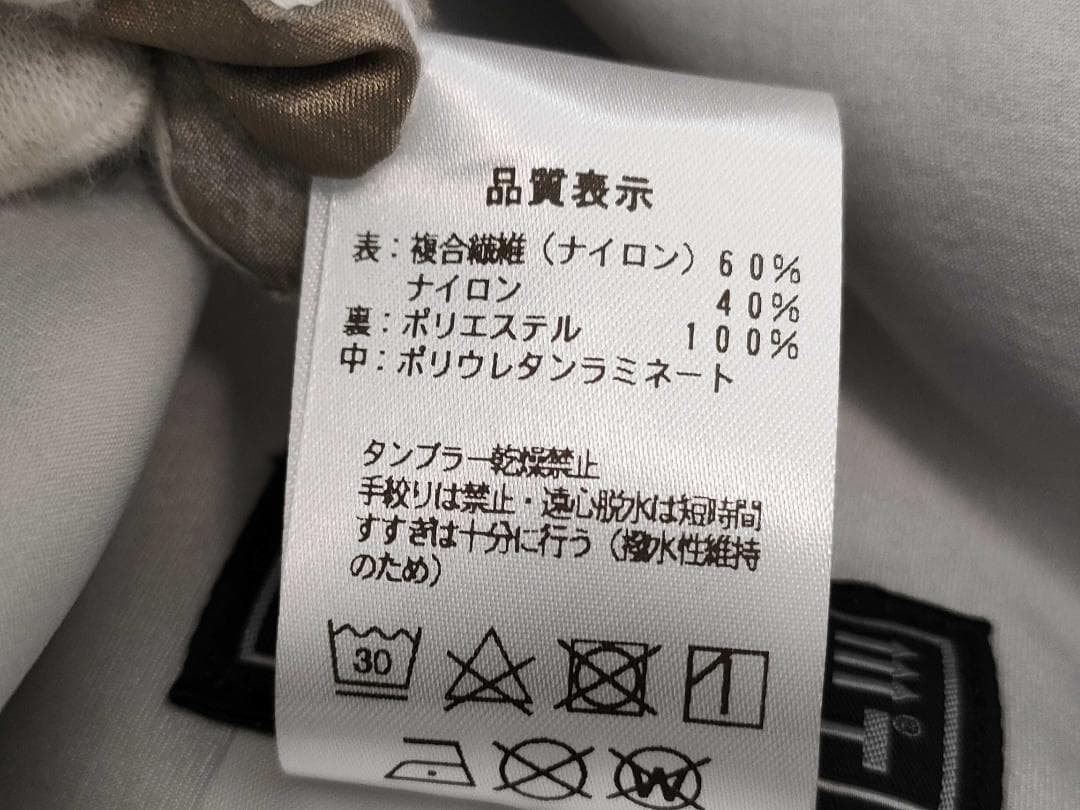 品質表示
表：複合繊維（ナイロン）60%
ナイロン 40%
裏：ポリエステル 100%
中：ポリウレタンラミネート
タンブラー乾燥禁止
手絞りは禁止・遠心脱水は短時間
すすぎは十分に行う（撥水性維持
のため）
30
W